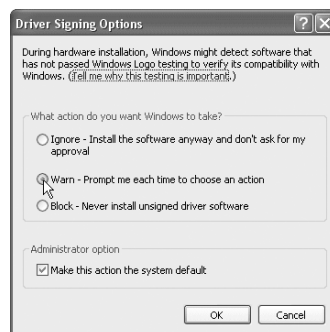 Driver Signing Options
During hardware installation, Windows might detect software that
has not passed Windows Logo testing to verify its compatibility with
Windows. (Tell me why this testing is important.)
What action do you want Windows to take?
Ignore - Install the software anyway and don't ask for my
approval
Warn - Prompt me each time to choose an action
Block - Never install unsigned driver software
Administrator option
Make this action the system default
OK
Cancel